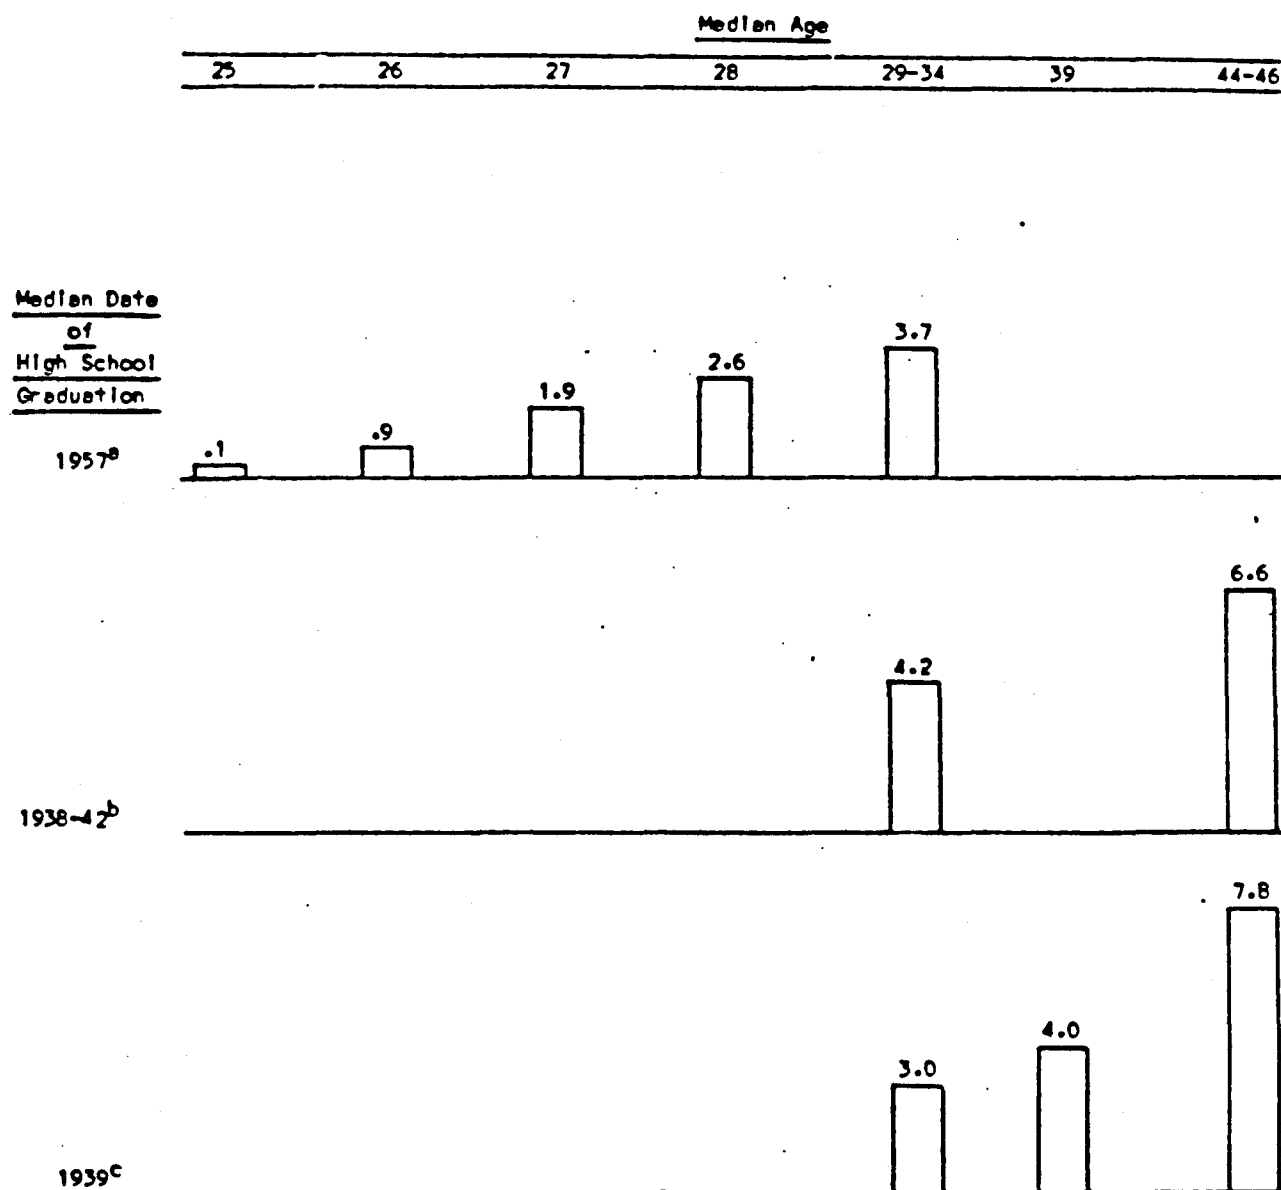 Median Age
25 26 27 28 29-34 39 44-46
Median Date
of
High School
Graduation
3.7
2.6
1.9
.9
.1
1957a
6.6
4.2
1938-42b
7.8
4.0
3.0
1939c